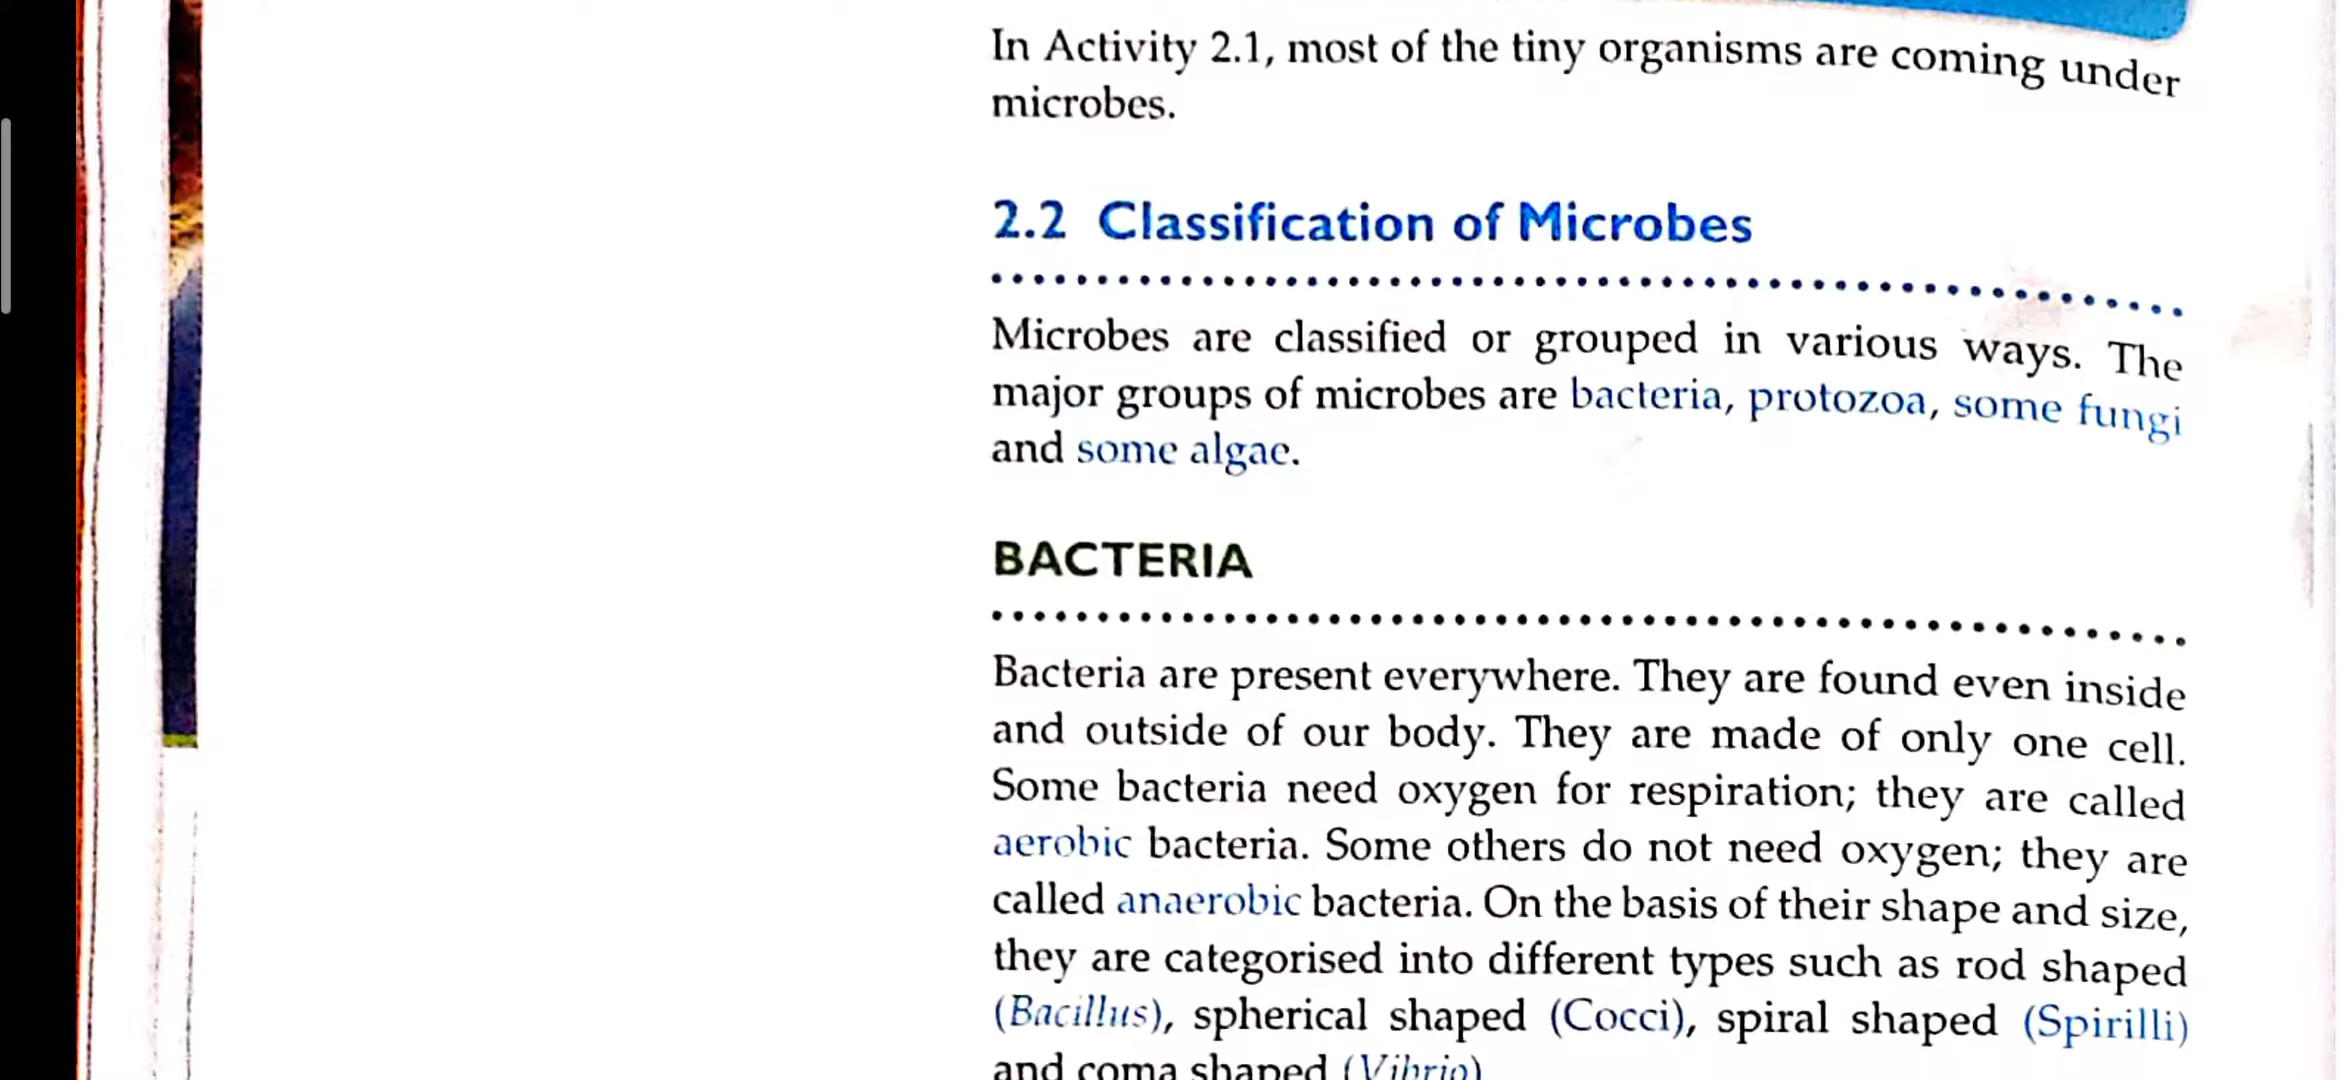 In Activity 2.1, most of the tiny organisms are coming under
microbes.
2.2 Classification of Microbes
Microbes are classified or grouped in various ways. The
major groups of microbes are bacteria, protozoa, some fungi
and some algae.
BACTERIA
Bacteria are present everywhere. They are found even inside
and outside of our body. They are made of only one cell.
Some bacteria need oxygen for respiration; they are called
aerobic bacteria. Some others do not need oxygen; they are
called anaerobic bacteria. On the basis of their shape and size,
they are categorised into different types such as rod shaped
(Bacillus), spherical shaped (Cocci), spiral shaped (Spirilli)
and coma shaped (Vibrio)